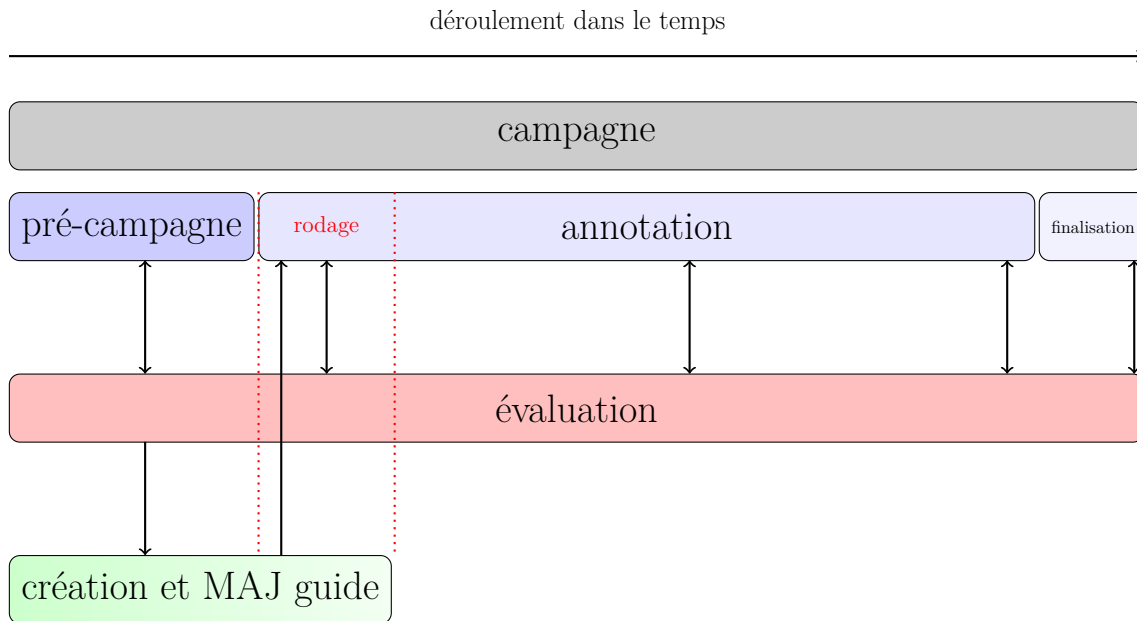 déroulement dans le temps
campagne
pré-campagne
rodage
annotation
finalisation
évaluation
création et MAJ guide